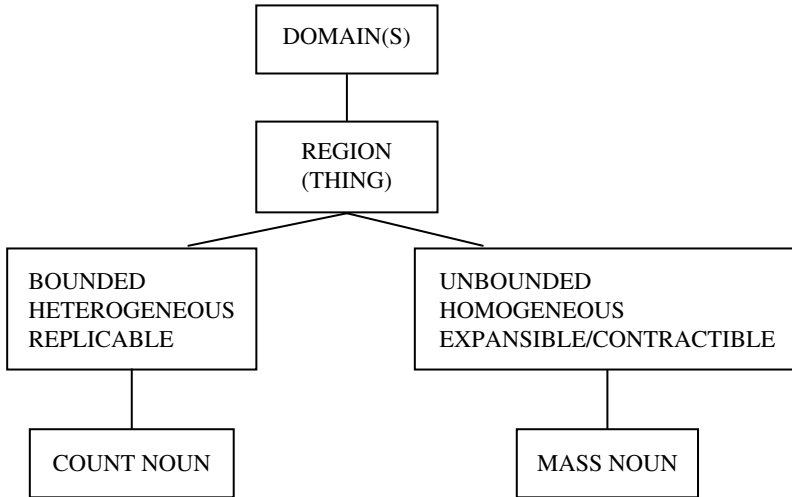 DOMAIN(S)
REGION
(THING)
BOUNDED
HETEROGENEOUS
REPLICABLE
UNBOUNDED
HOMOGENEOUS
EXPANSIBLE/CONTRACTIBLE
COUNT NOUN
MASS NOUN